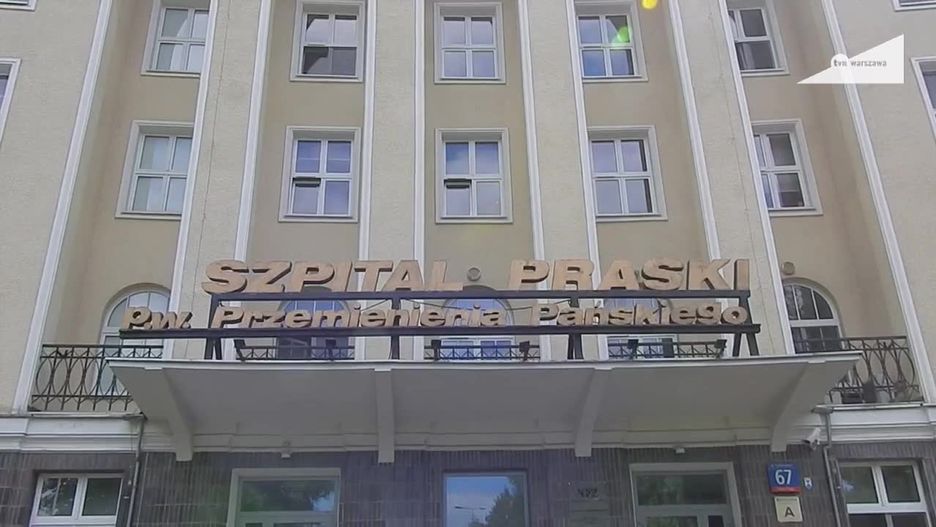 tvn warszawa
SZPITAL PRASKI
P.W. Przemienienia Pańskiego
67
A